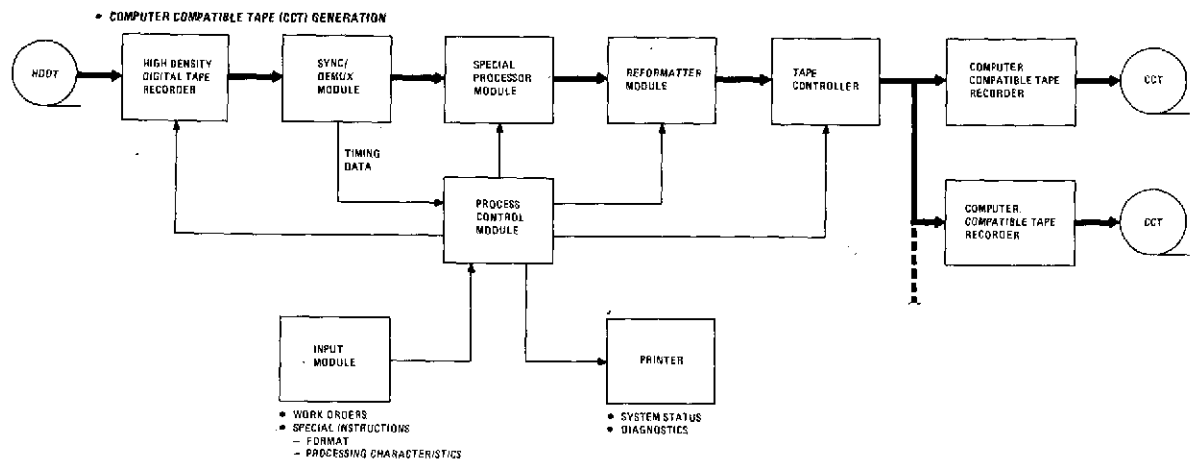 • COMPUTER COMPATIBLE TAPE (CCT) GENERATION
HDDT
HIGH DENSITY
DIGITAL TAPE
RECORDER
SYNC/
DEMUX
MODULE
SPECIAL
PROCESSOR
MODULE
REFORMATTER
MODULE
TAPE
CONTROLLER
COMPUTER
COMPATIBLE TAPE
RECORDER
CCT
TIMING
DATA
PROCESS
CONTROL
MODULE
COMPUTER
COMPATIBLE TAPE
RECORDER
CCT
INPUT
MODULE
PRINTER
• WORK ORDERS
• SPECIAL INSTRUCTIONS
– FORMAT
– PROCESSING CHARACTERISTICS
• SYSTEM STATUS
• DIAGNOSTICS